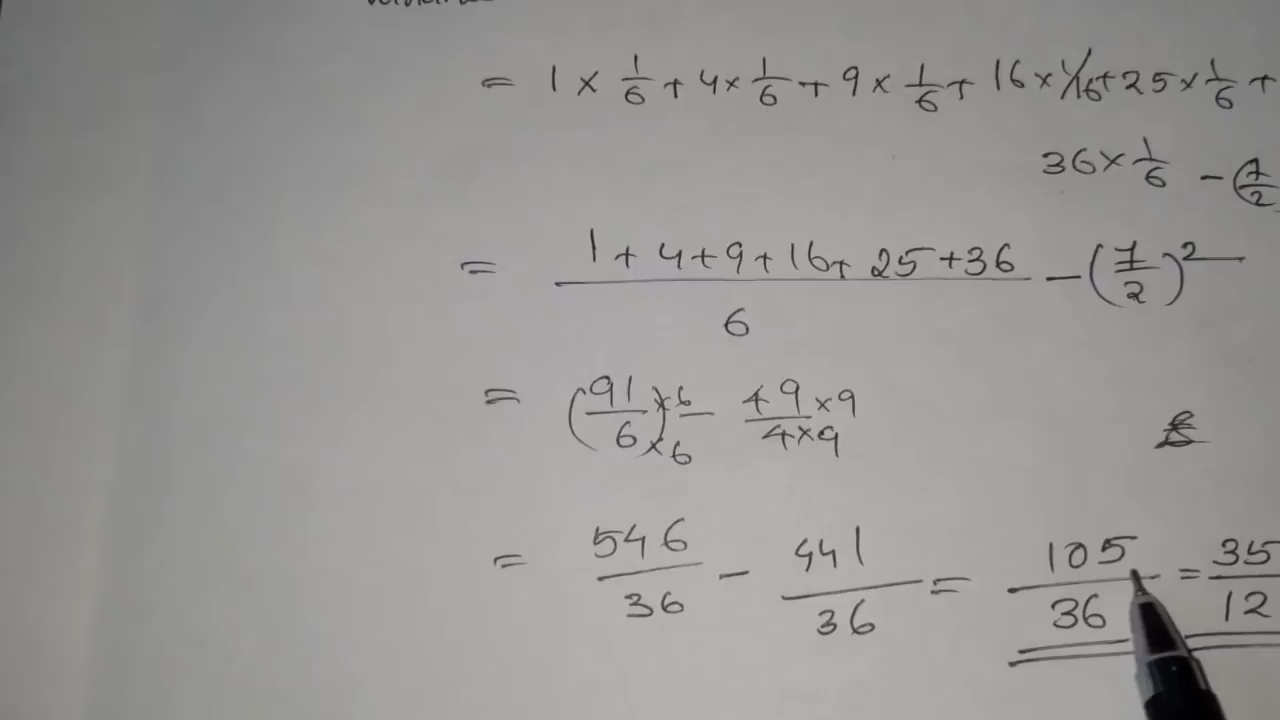 = 1 × 1/6 + 4 × 1/6 + 9 × 1/6 + 16 × 1/6 + 25 × 1/6 +
36 × 1/6 - (7/2
= (1 + 4 + 9 + 16 + 25 + 36)/6 - (7/2)²
= (91/6) × 6/× 6 - 49 × 9/4 × 9
= 546/36 - 441/36 = 105/36 = 35/12